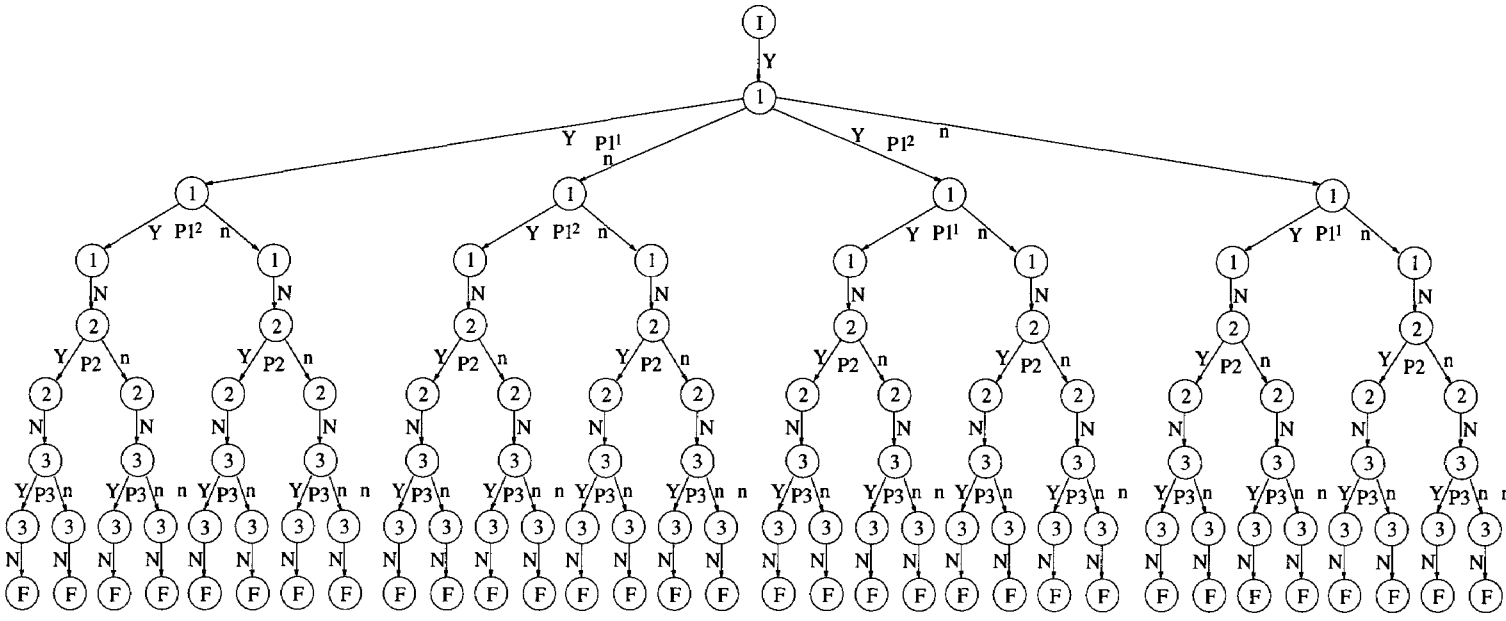 I
Y
1
Y P1¹ n Y P1² n
1 1 1 1
Y P1² n Y P1² n Y P1¹ n Y P1¹ n
1 1 1 1 1 1 1 1
N N N N N N N N
2 2 2 2 2 2 2 2
Y P2 n Y P2 n Y P2 n Y P2 n Y P2 n Y P2 n Y P2 n Y P2 n
2 2 2 2 2 2 2 2 2 2 2 2 2 2 2 2
N N N N N N N N N N N N N N N N
3 3 3 3 3 3 3 3 3 3 3 3 3 3 3 3
Y P3 n Y P3 n n Y P3 n Y P3 n n Y P3 n Y P3 n n Y P3 n Y P3 n n Y P3 n Y P3 n n Y P3 n Y P3 n n Y P3 n Y P3 n n Y P3 n Y P3 n n
3 3 3 3 3 3 3 3 3 3 3 3 3 3 3 3 3 3 3 3 3 3 3 3 3 3 3 3 3 3 3 3
N N N N N N N N N N N N N N N N N N N N N N N N N N N N N N N N
F F F F F F F F F F F F F F F F F F F F F F F F F F F F F F F F